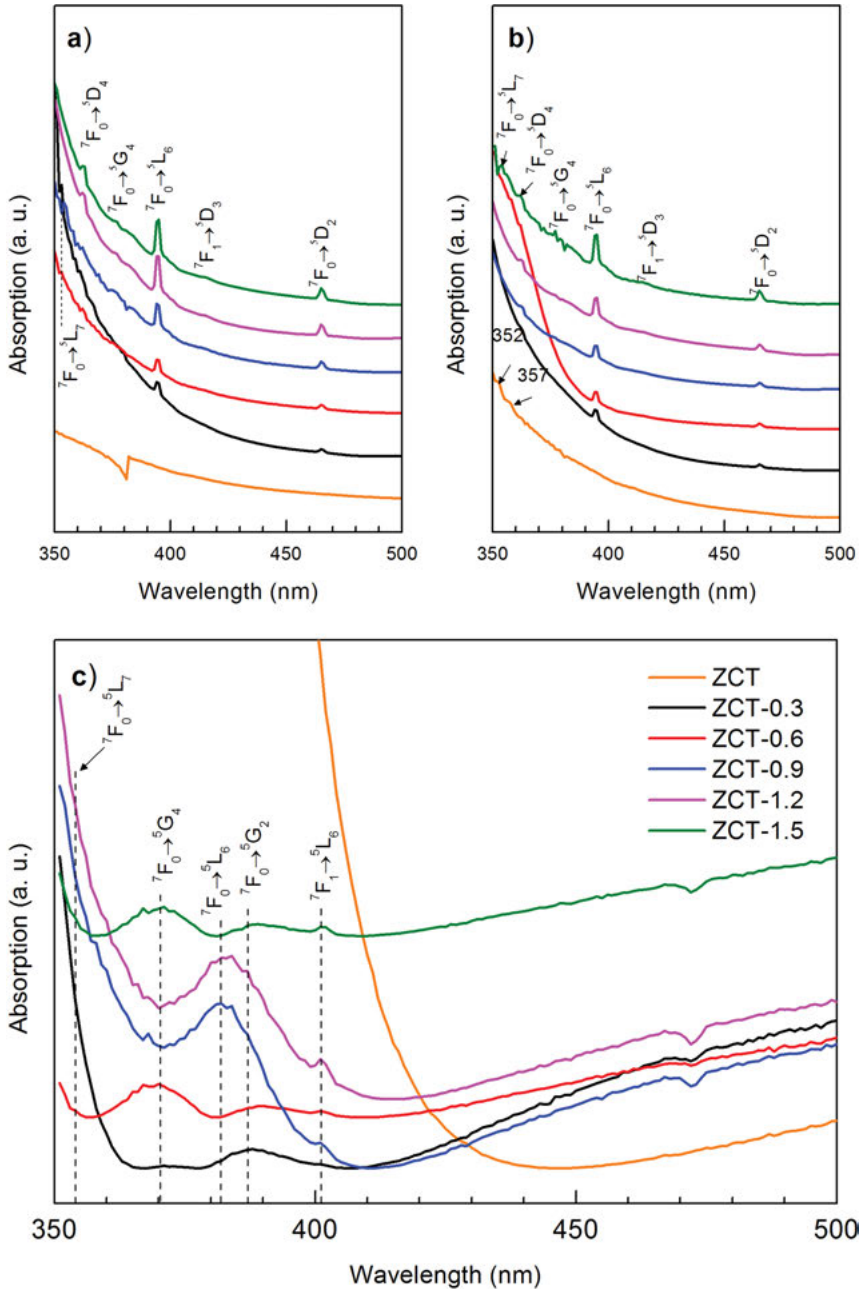 a)
⁷F₀→⁵D₄
⁷F₀→⁵G₄
⁷F₀→⁵L₆
⁷F₁→⁵D₃
⁷F₀→⁵D₂
⁷F₀→⁵L₇
Absorption (a. u.)
350 400 450 500
Wavelength (nm)
b)
⁷F₀→⁵L₇
⁷F₀→⁵D₄
⁷F₀→⁵G₄
⁷F₀→⁵L₆
⁷F₁→⁵D₃
⁷F₀→⁵D₂
352
357
Absorption (a. u.)
350 400 450 500
Wavelength (nm)
c)
⁷F₀→⁵L₇
⁷F₀→⁵G₄
⁷F₀→⁵L₆
⁷F₀→⁵G₂
⁷F₁→⁵L₆
ZCT
ZCT-0.3
ZCT-0.6
ZCT-0.9
ZCT-1.2
ZCT-1.5
Absorption (a. u.)
350 400 450 500
Wavelength (nm)